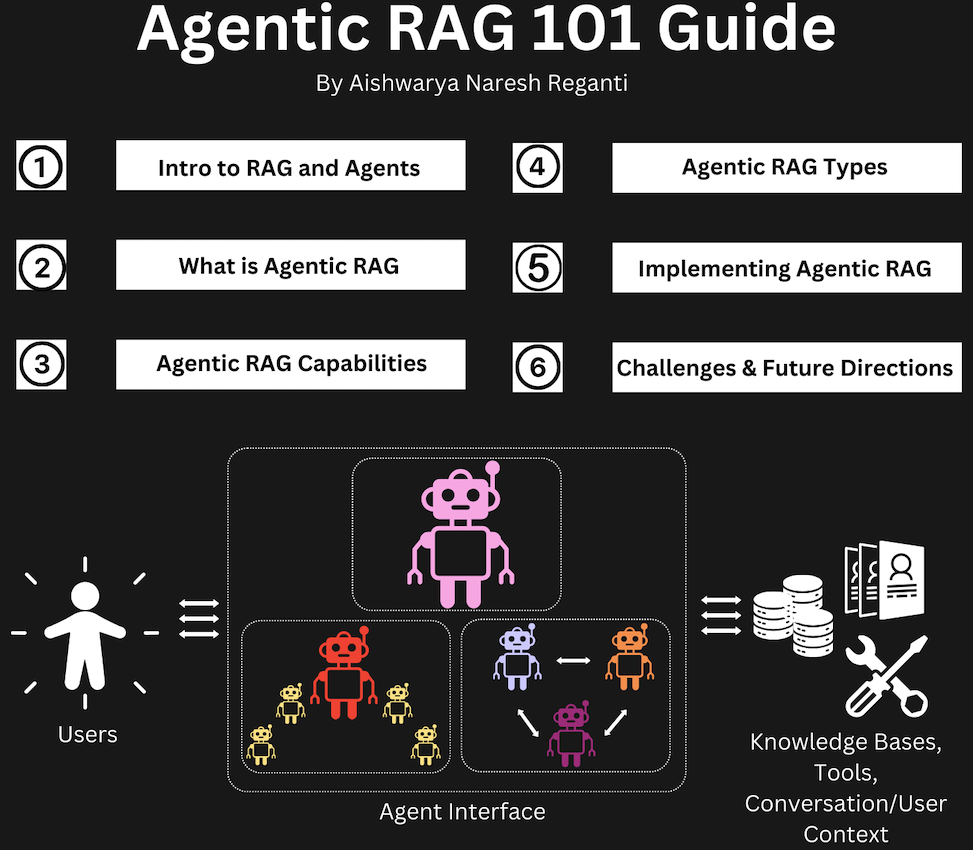 Agentic RAG 101 Guide
By Aishwarya Naresh Reganti
1
Intro to RAG and Agents
2
What is Agentic RAG
3
Agentic RAG Capabilities
4
Agentic RAG Types
5
Implementing Agentic RAG
6
Challenges & Future Directions
Users
Agent Interface
Knowledge Bases,
Tools,
Conversation/User
Context